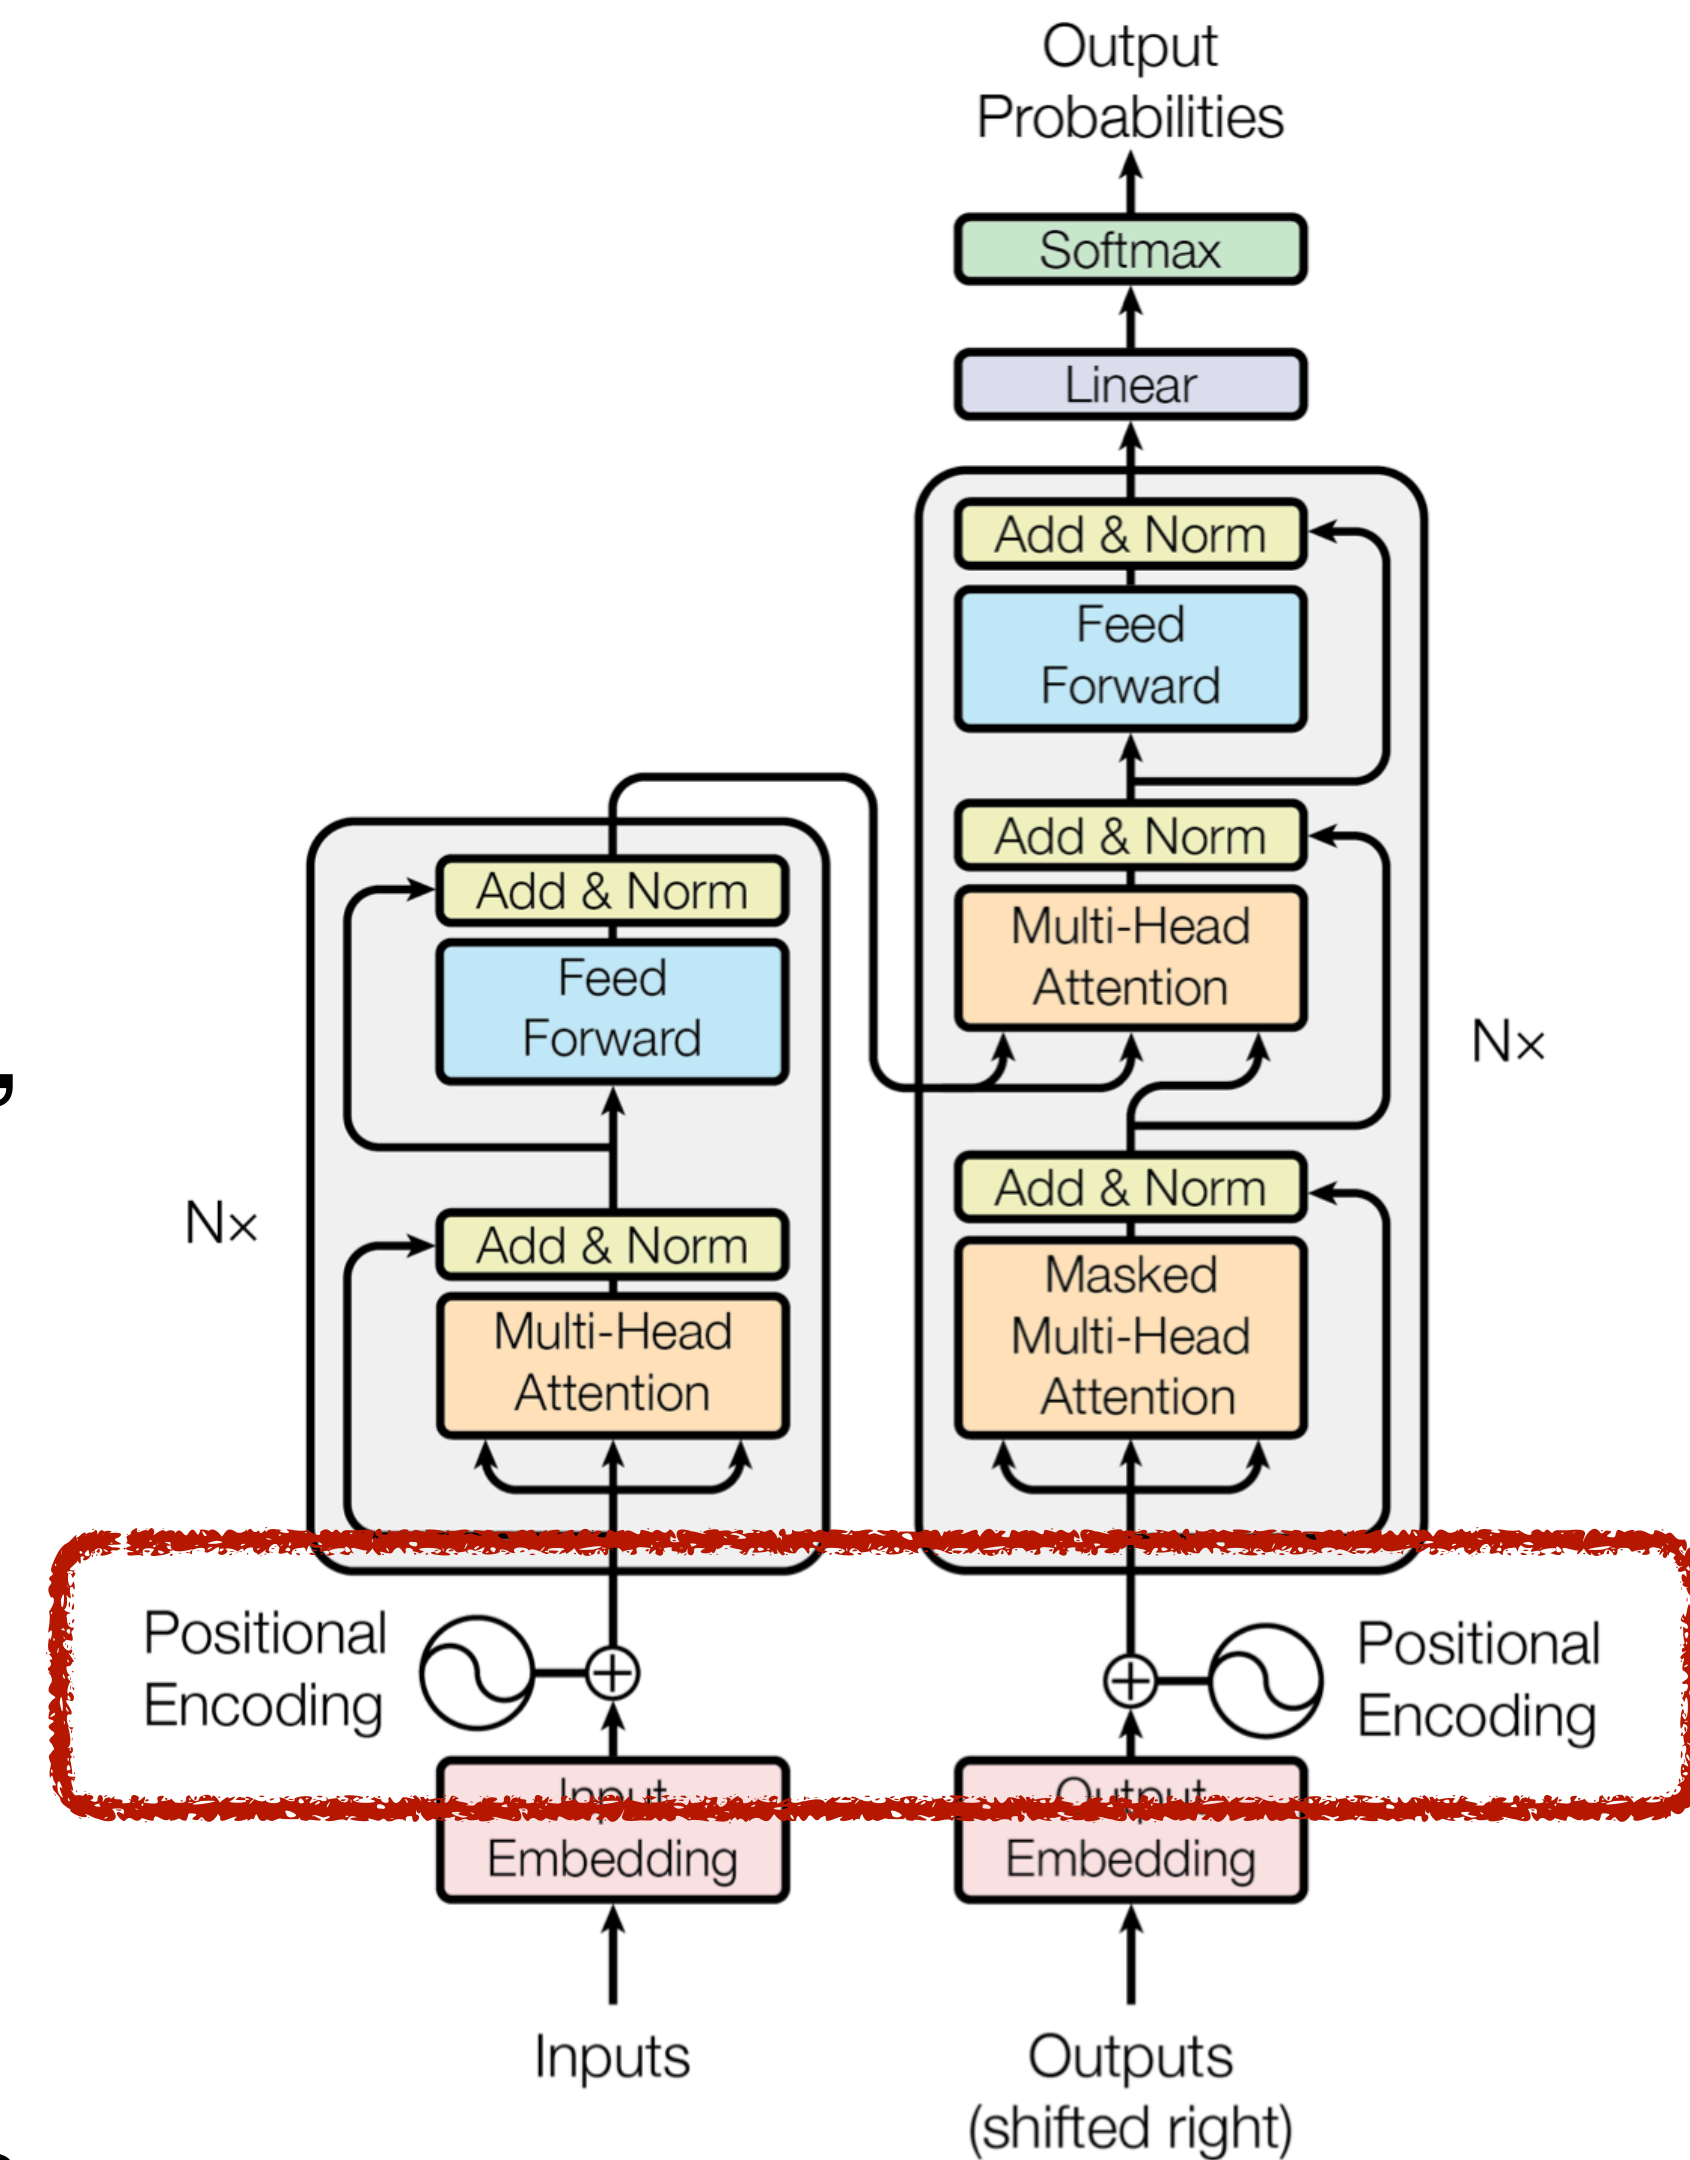 Output
Probabilities
Softmax
Linear
Add & Norm
Feed
Forward
Add & Norm
Multi-Head
Attention
Nx
Add & Norm
Masked
Multi-Head
Attention
Add & Norm
Feed
Forward
Nx
Add & Norm
Multi-Head
Attention
Positional
Encoding
Positional
Encoding
Input
Embedding
Output
Embedding
Inputs
Outputs
(shifted right)